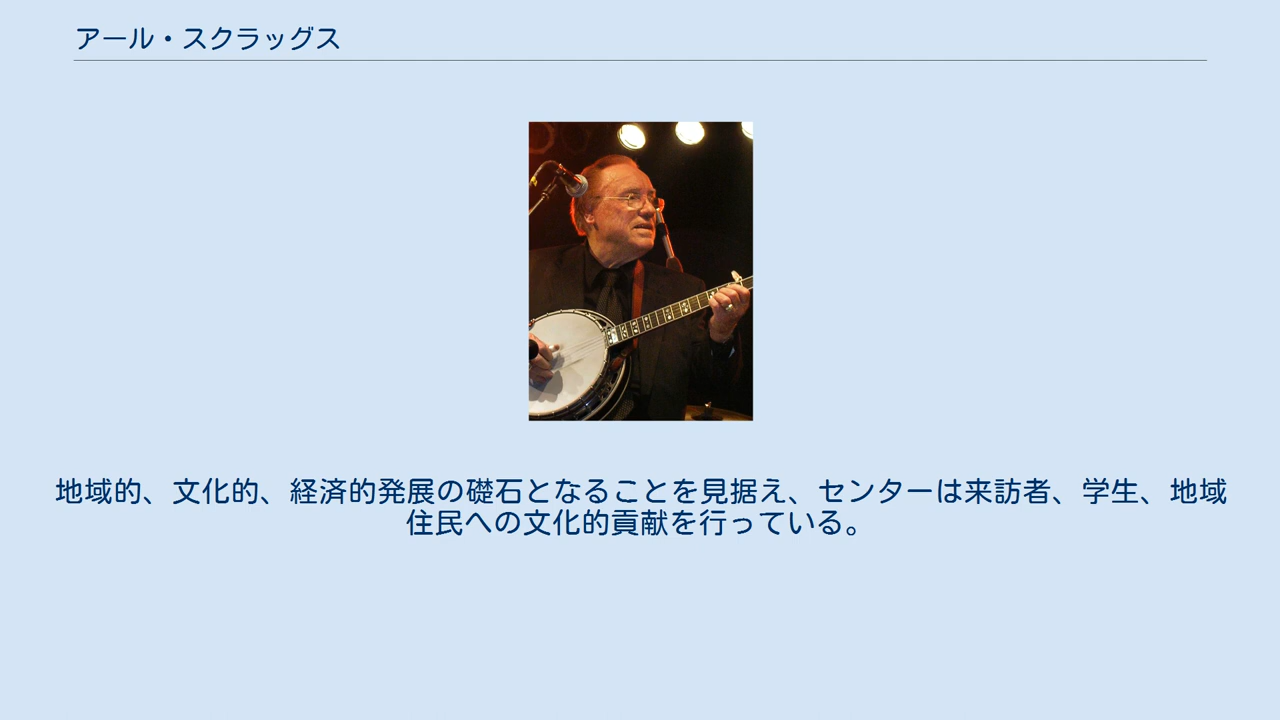 アール・スクラッグス
地域的、文化的、経済的発展の礎石となることを見据え、センターは来訪者、学生、地域
住民への文化的貢献を行っている。